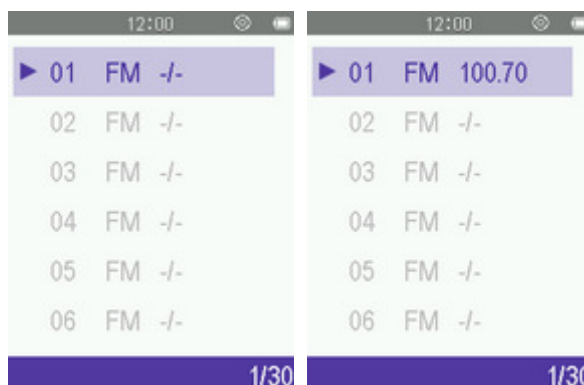 12:00
01 FM -/-
02 FM -/-
03 FM -/-
04 FM -/-
05 FM -/-
06 FM -/-
1/30
12:00
01 FM 100.70
02 FM -/-
03 FM -/-
04 FM -/-
05 FM -/-
06 FM -/-
1/30